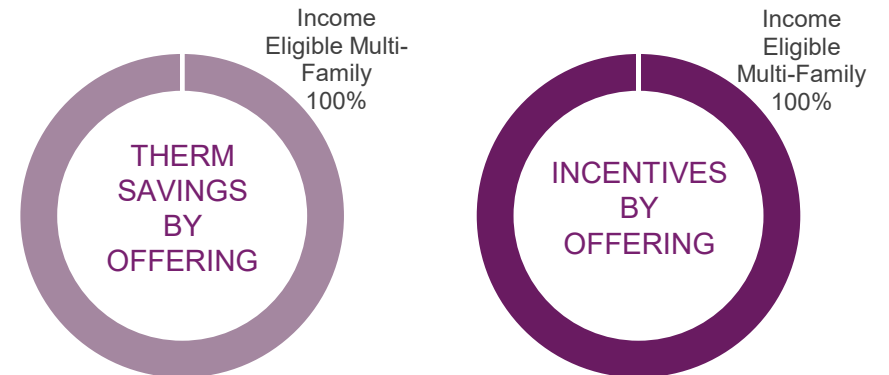 Income
Eligible Multi-
Family
100%
THERM
SAVINGS
BY
OFFERING
Income
Eligible
Multi-Family
100%
INCENTIVES
BY
OFFERING